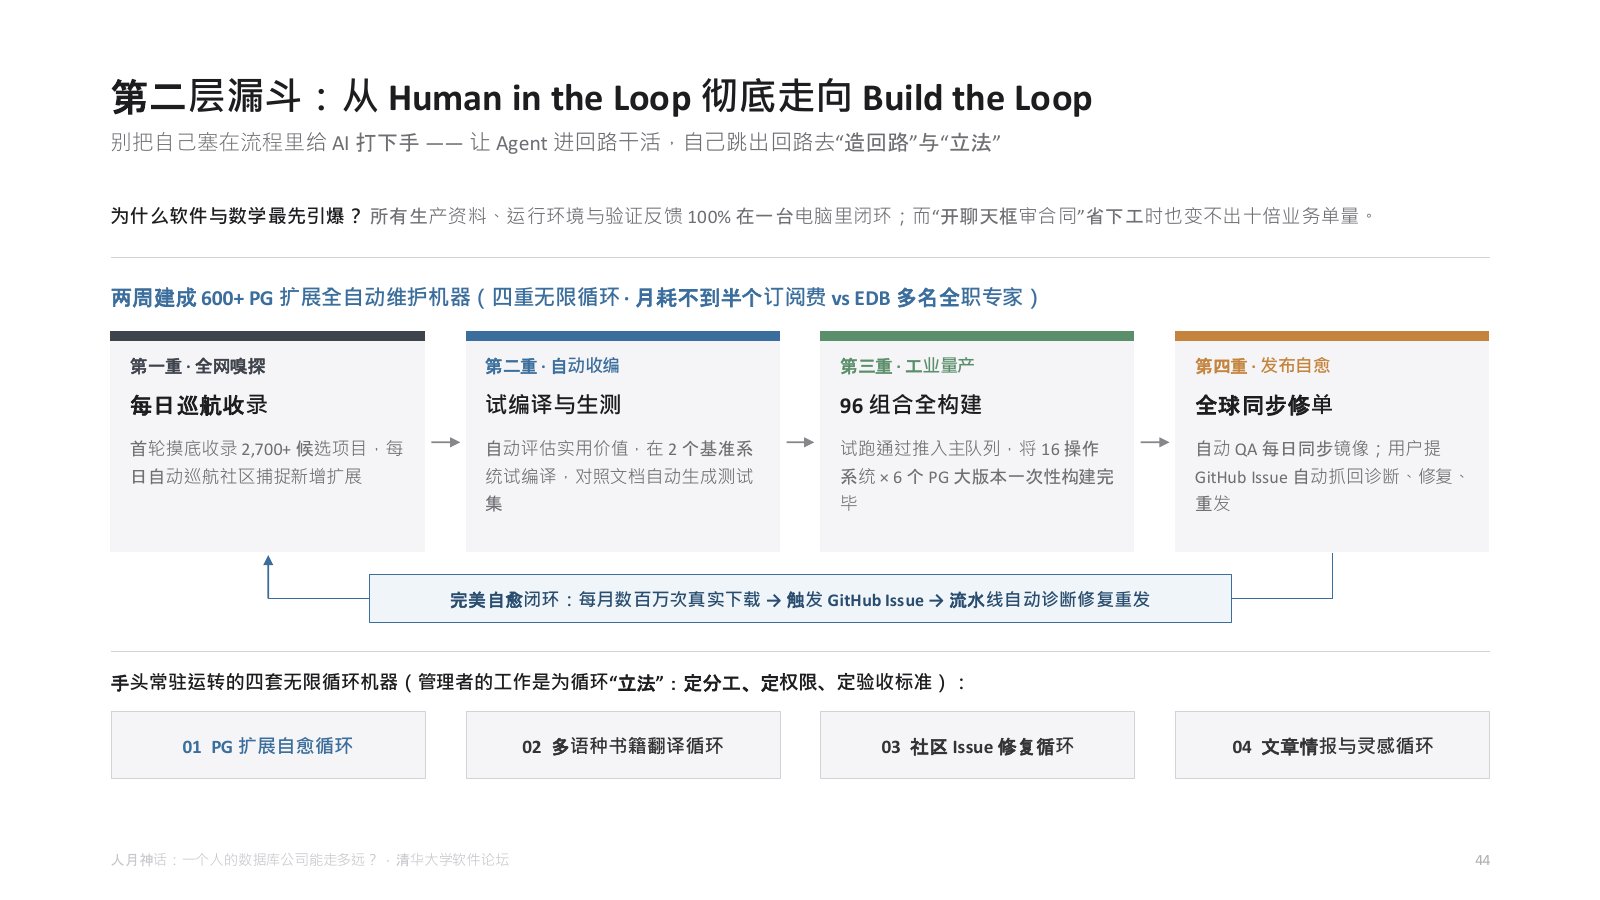 第二层漏斗：从 Human in the Loop 彻底走向 Build the Loop
别把自己塞在流程里给 AI 打下手 —— 让 Agent 进回路干活，自己跳出回路去“造回路”与“立法”
为什么软件与数学最先引爆？ 所有生产资料、运行环境与验证反馈 100% 在一台电脑里闭环；而“开聊天框审合同”省下工时也变不出十倍业务单量。
两周建成 600+ PG 扩展全自动维护机器（四重无限循环 · 月耗不到半个订阅费 vs EDB 多名全职专家）
第一重 · 全网嗅探
每日巡航收录
首轮摸底收录 2,700+ 候选项目，每
日自动巡航社区捕捉新增扩展
第二重 · 自动收编
试编译与生测
自动评估实用价值，在 2 个基准系
统试编译，对照文档自动生成测试
集
第三重 · 工业量产
96 组合全构建
试跑通过推入主队列，将 16 操作
系统 × 6 个 PG 大版本一次性构建完
毕
第四重 · 发布自愈
全球同步修单
自动 QA 每日同步镜像；用户提
GitHub Issue 自动抓回诊断、修复、
重发
完美自愈闭环：每月数百万次真实下载 → 触发 GitHub Issue → 流水线自动诊断修复重发
手头常驻运转的四套无限循环机器（管理者的工作是为循环“立法”：定分工、定权限、定验收标准）：
01 PG 扩展自愈循环
02 多语种书籍翻译循环
03 社区 Issue 修复循环
04 文章情报与灵感循环
人月神话：一个人的数据库公司能走多远？ · 清华大学软件论坛
44